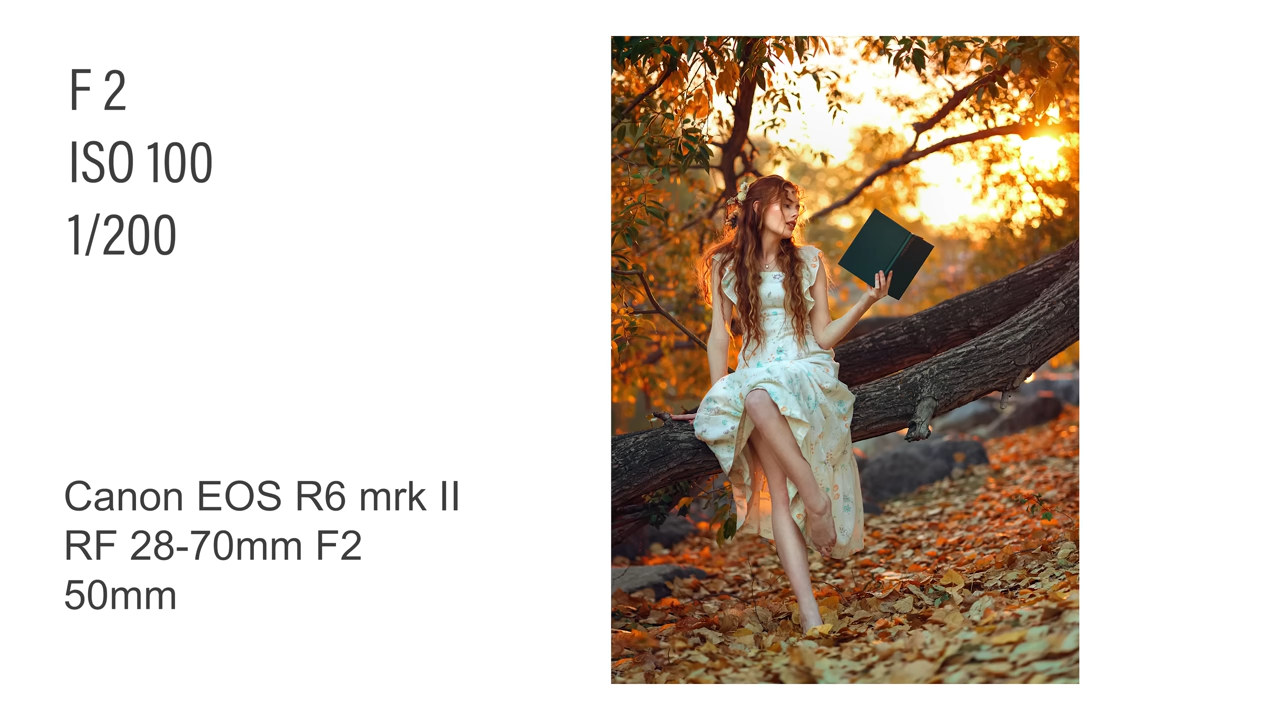 F 2
ISO 100
1/200
Canon EOS R6 mrk II
RF 28-70mm F2
50mm